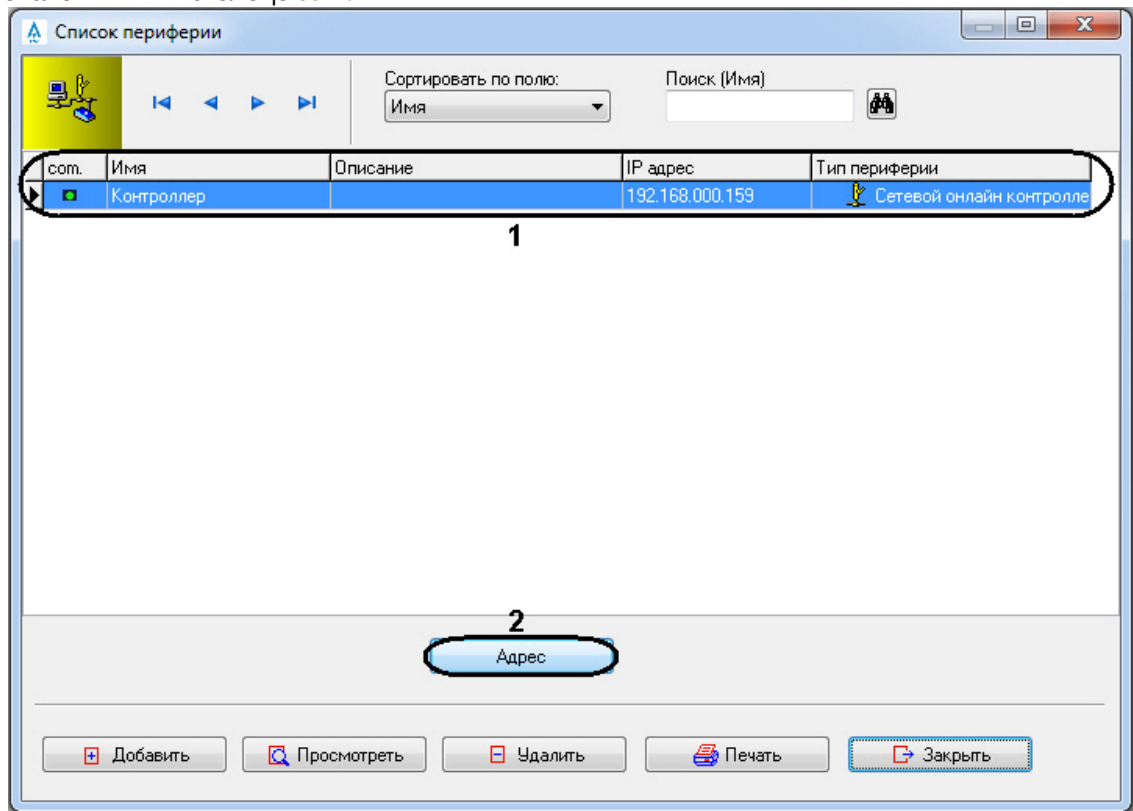 Список периферии
Сортировать по полю: Поиск (Имя)
Имя
com. Имя Описание IP адрес Тип периферии
Контроллер 192.168.000.159 Сетевой онлайн контролле
1
2
Адрес
Добавить Просмотреть Удалить Печать Закрыть